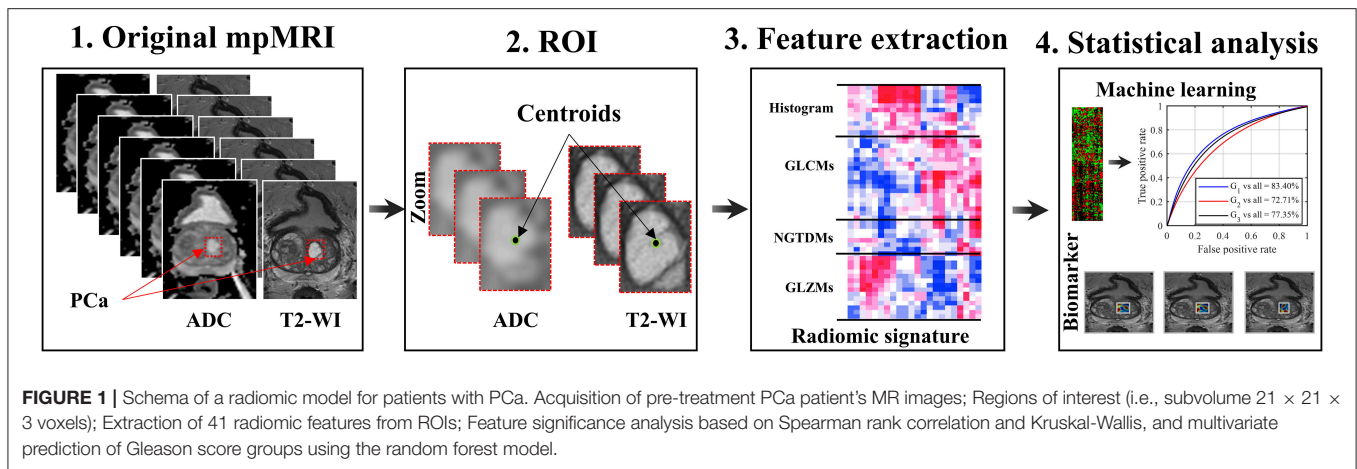 1. Original mpMRI
PCa
ADC
T2-WI
2. ROI
Centroids
Zoom
ADC
T2-WI
3. Feature extraction
Histogram
GLCMs
NGTDMs
GLZMs
Radiomic signature
4. Statistical analysis
Machine learning
True positive rate
1
0.8
0.6
0.4
0.2
0
G1 vs all = 83.40%
G2 vs all = 72.71%
G3 vs all = 77.35%
0 0.2 0.4 0.6 0.8 1
False positive rate
Biomarker
FIGURE 1 | Schema of a radiomic model for patients with PCa. Acquisition of pre-treatment PCa patient's MR images; Regions of interest (i.e., subvolume 21 × 21 ×
3 voxels); Extraction of 41 radiomic features from ROIs; Feature significance analysis based on Spearman rank correlation and Kruskal-Wallis, and multivariate
prediction of Gleason score groups using the random forest model.